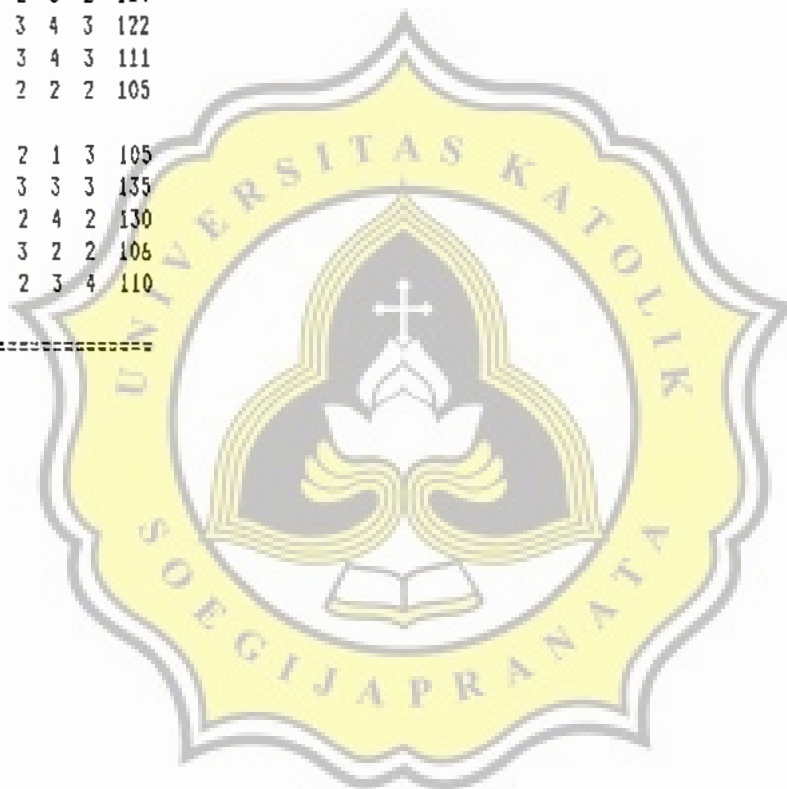 3 4 3 122
3 4 3 111
2 2 2 105
2 1 3 105
3 3 3 135
2 4 2 130
3 2 2 106
2 3 4 110
=============
UNIVERSITAS KATOLIK
SOEGIJAPRANATA